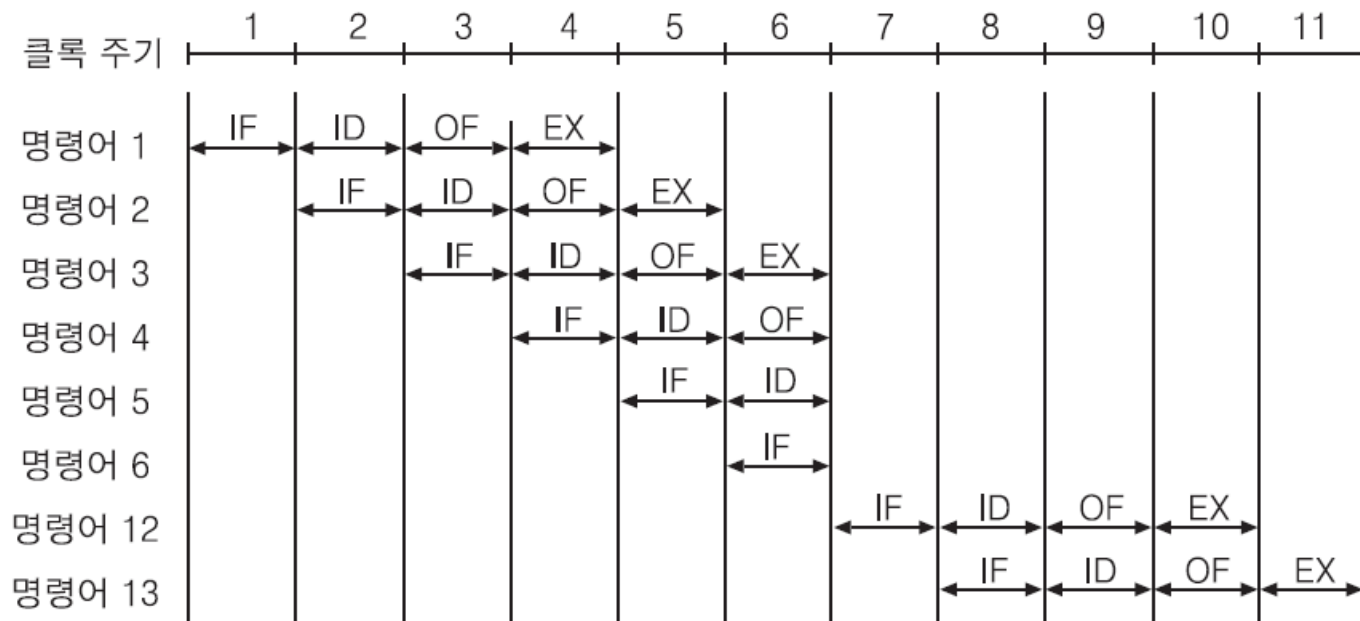 1 2 3 4 5 6 7 8 9 10 11
클록 주기
명령어 1 IF ID OF EX
명령어 2 IF ID OF EX
명령어 3 IF ID OF EX
명령어 4 IF ID OF
명령어 5 IF ID
명령어 6 IF
명령어 12 IF ID OF EX
명령어 13 IF ID OF EX